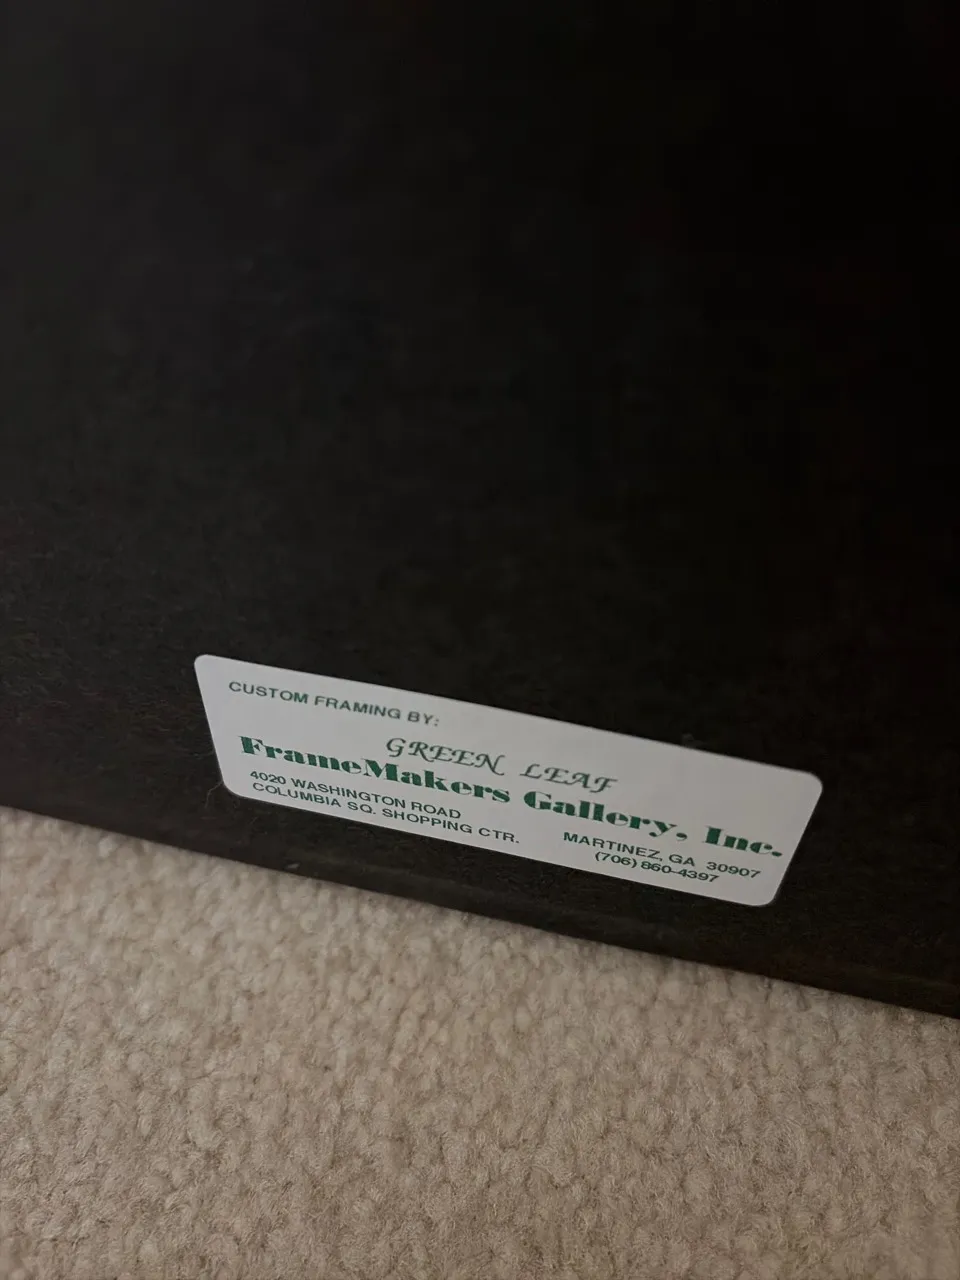 CUSTOM FRAMING BY:
GREEN LEAF
FrameMakers Gallery, Inc.
4020 WASHINGTON ROAD
COLUMBIA SQ. SHOPPING CTR.
MARTINEZ, GA 30907
(706) 860-4397